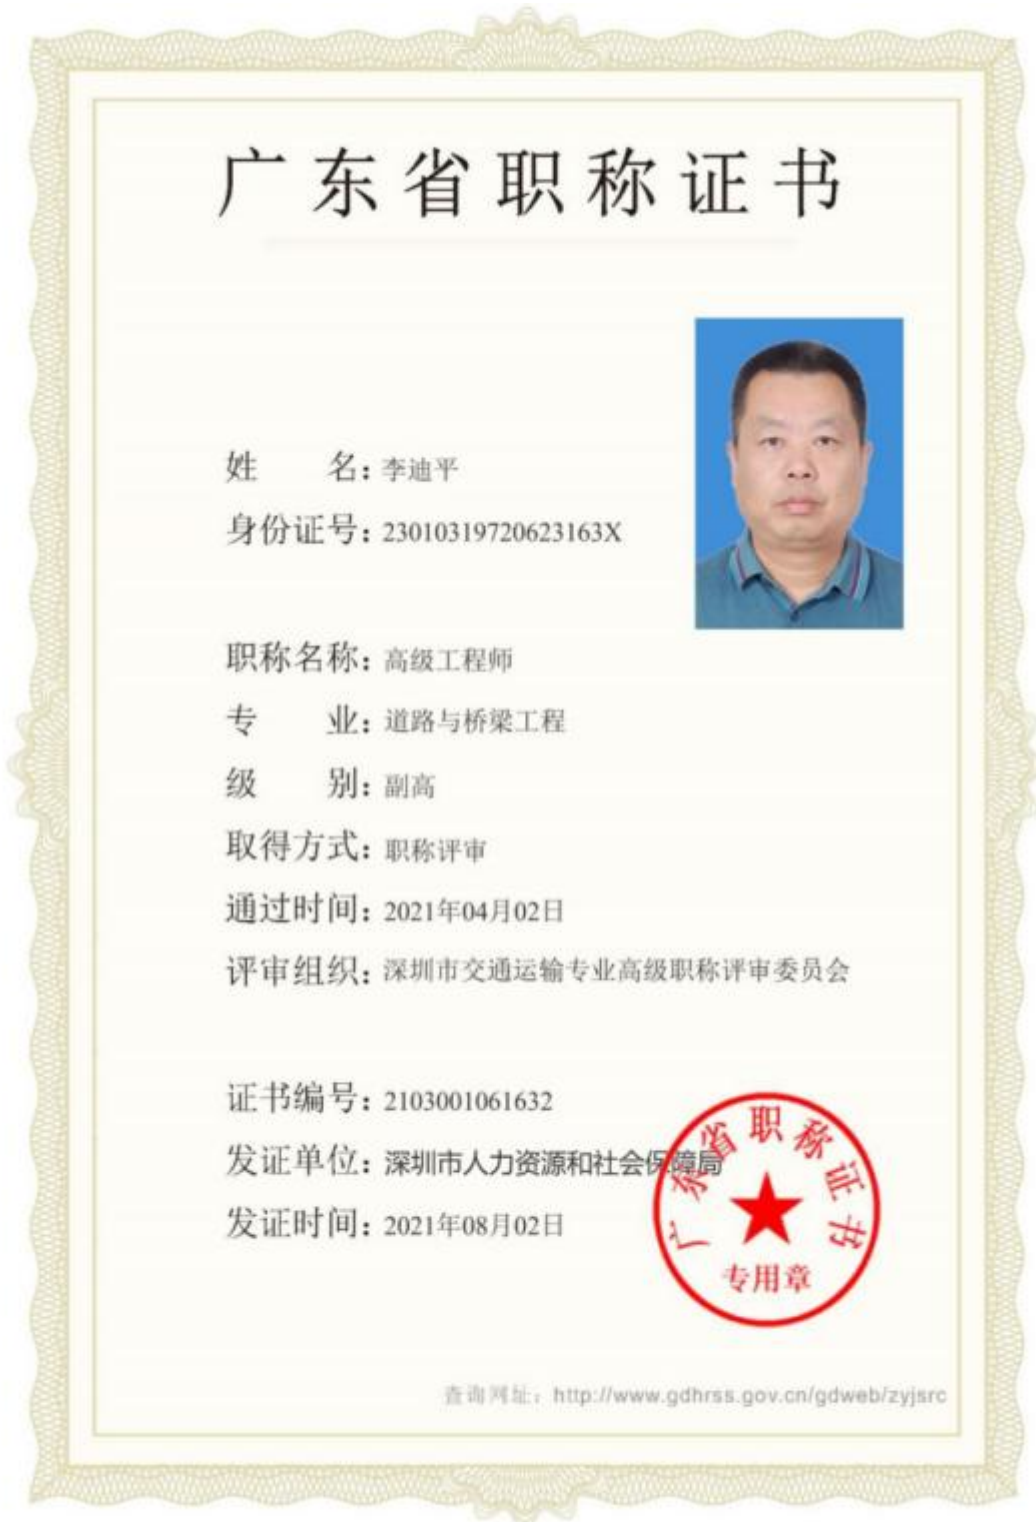 广东省职称证书
姓 名：李迪平
身份证号：23010319720623163X
职称名称：高级工程师
专 业：道路与桥梁工程
级 别：副高
取得方式：职称评审
通过时间：2021年04月02日
评审组织：深圳市交通运输专业高级职称评审委员会
证书编号：2103001061632
发证单位：深圳市人力资源和社会保障局
发证时间：2021年08月02日
广东省职称证书
专用章
查询网址：http://www.gdhrss.gov.cn/gdweb/zyjsrc